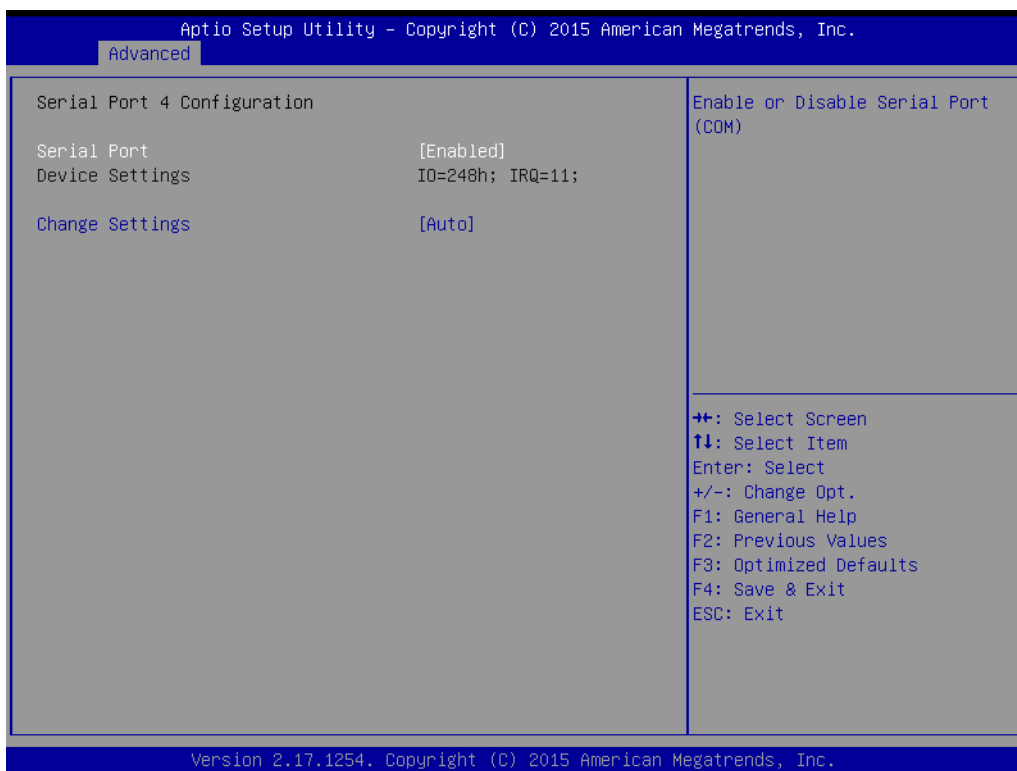 Aptio Setup Utility – Copyright (C) 2015 American Megatrends, Inc.
Advanced
Serial Port 4 Configuration
Serial Port [Enabled]
Device Settings IO=248h; IRQ=11;
Change Settings [Auto]
Enable or Disable Serial Port
(COM)
→←: Select Screen
↑↓: Select Item
Enter: Select
+/-: Change Opt.
F1: General Help
F2: Previous Values
F3: Optimized Defaults
F4: Save & Exit
ESC: Exit
Version 2.17.1254. Copyright (C) 2015 American Megatrends, Inc.